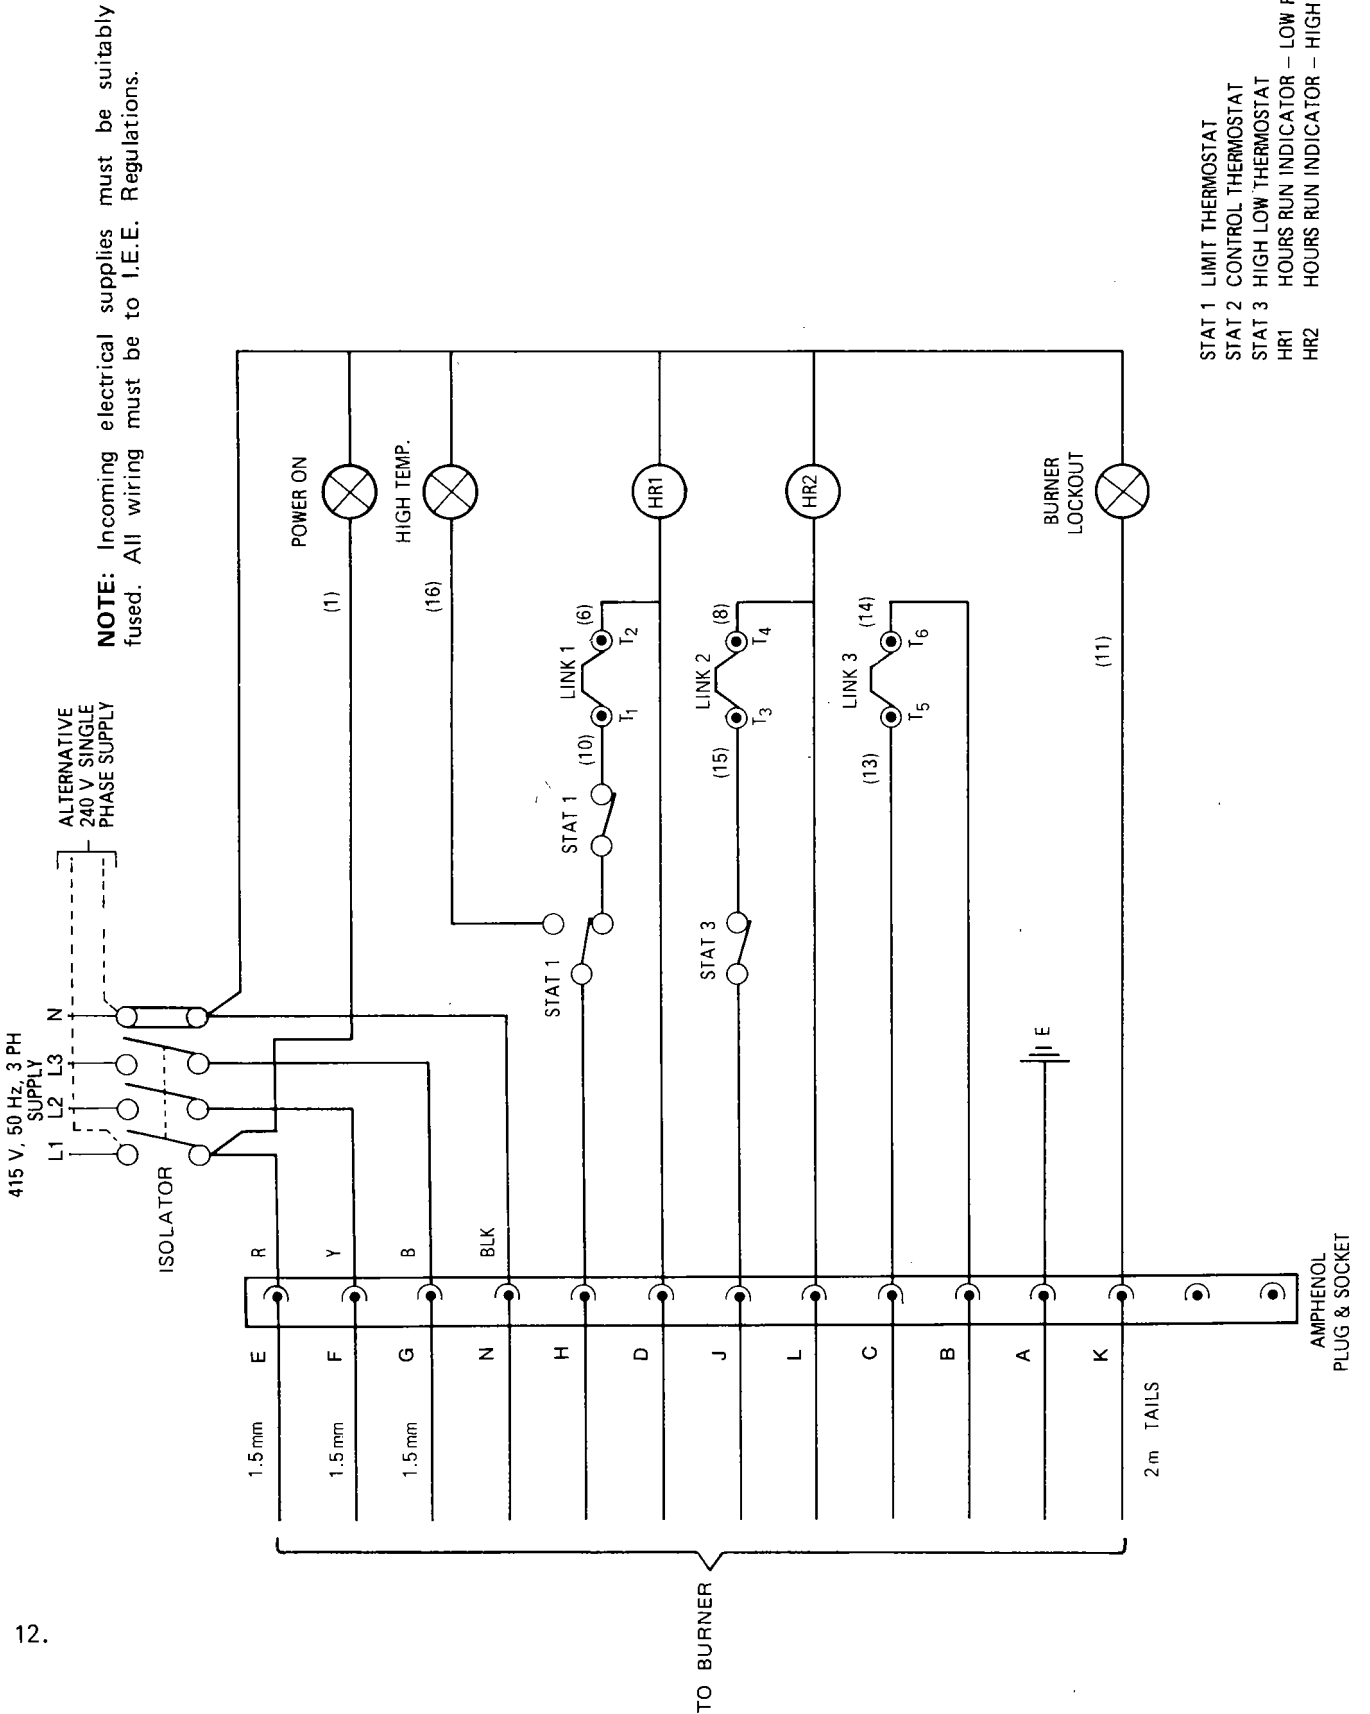 12.
NOTE: Incoming electrical supplies must be suitably
fused. All wiring must be to I.E.E. Regulations.
415 V, 50 Hz, 3 PH
SUPPLY
L1 L2 L3 N
ALTERNATIVE
240 V SINGLE
PHASE SUPPLY
ISOLATOR
POWER ON
(1)
HIGH TEMP.
(16)
STAT 1
STAT 1
(10)
LINK 1
T1 T2
(6)
HR1
STAT 3
(15)
LINK 2
T3 T4
(8)
HR2
(13)
LINK 3
T5 T6
(14)
E
BURNER
LOCKOUT
(11)
R
Y
B
BLK
E
F
G
N
H
D
J
L
C
B
A
K
1.5mm
1.5mm
1.5mm
2m TAILS
TO BURNER
AMPHENOL
PLUG & SOCKET
STAT 1 LIMIT THERMOSTAT
STAT 2 CONTROL THERMOSTAT
STAT 3 HIGH LOW THERMOSTAT
HR1 HOURS RUN INDICATOR – LOW
HR2 HOURS RUN INDICATOR – HIGH